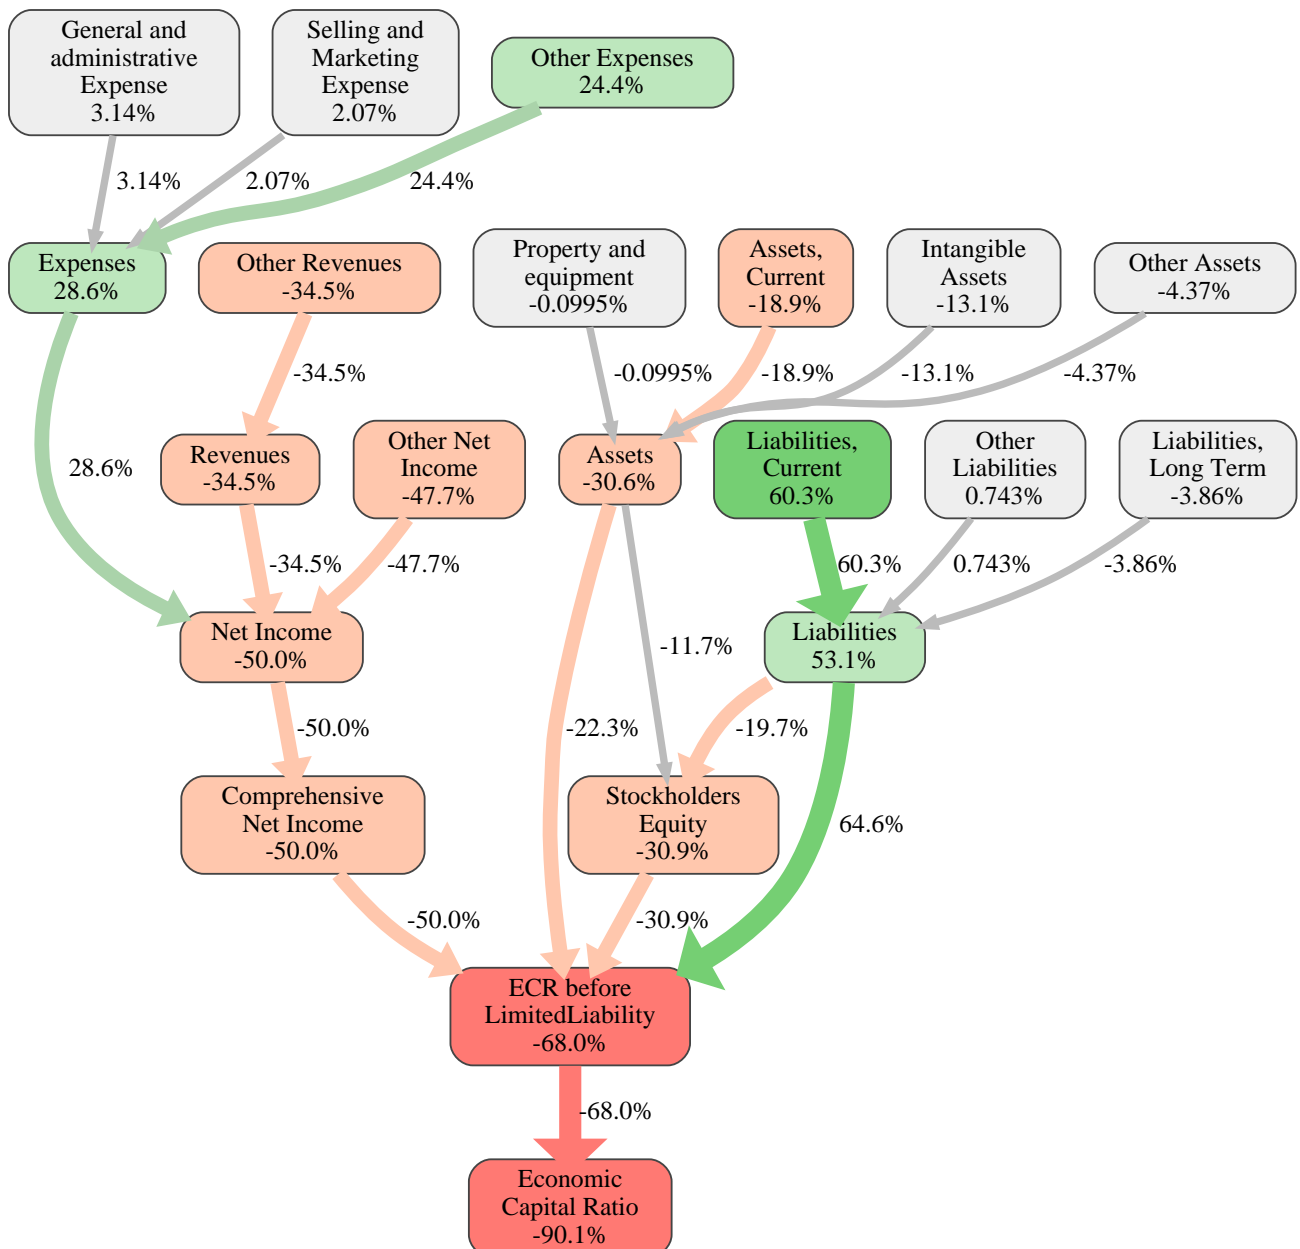 General and
administrative
Expense
3.14%
Selling and
Marketing
Expense
2.07%
Other Expenses
24.4%
3.14%
2.07%
24.4%
Expenses
28.6%
Other Revenues
-34.5%
Property and
equipment
-0.0995%
Assets,
Current
-18.9%
Intangible
Assets
-13.1%
Other Assets
-4.37%
-34.5%
-0.0995%
-18.9%
-13.1%
-4.37%
28.6%
Revenues
-34.5%
Other Net
Income
-47.7%
Assets
-30.6%
Liabilities,
Current
60.3%
Other
Liabilities
0.743%
Liabilities,
Long Term
-3.86%
-34.5%
-47.7%
60.3%
0.743%
-3.86%
Net Income
-50.0%
-11.7%
Liabilities
53.1%
-50.0%
-22.3%
-19.7%
Comprehensive
Net Income
-50.0%
Stockholders
Equity
-30.9%
64.6%
-50.0%
-30.9%
ECR before
LimitedLiability
-68.0%
-68.0%
Economic
Capital Ratio
-90.1%